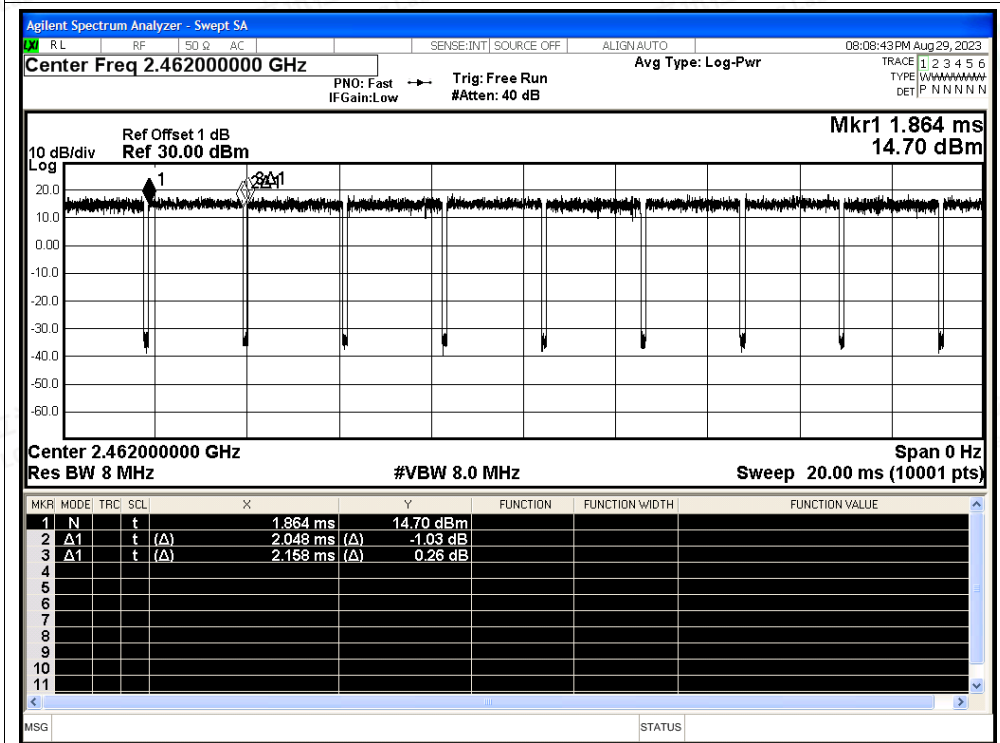 Agilent Spectrum Analyzer - Swept SA
LXI RL RF 50 Ω AC SENSE:INT SOURCE OFF ALIGN AUTO 08:08:43 PM Aug 29, 2023
Center Freq 2.462000000 GHz Avg Type: Log-Pwr TRACE 1 2 3 4 5 6
PNO: Fast Trig: Free Run TYPE
IFGain:Low #Atten: 40 dB DET P N N N N N
Mkr1 1.864 ms
Ref Offset 1 dB
10 dB/div Ref 30.00 dBm 14.70 dBm
Log
1
20.0
10.0
0.00
-10.0
-20.0
-30.0
-40.0
-50.0
-60.0
Center 2.462000000 GHz Span 0 Hz
Res BW 8 MHz #VBW 8.0 MHz Sweep 20.00 ms (10001 pts)
MKR MODE TRC SCL X Y FUNCTION FUNCTION WIDTH FUNCTION VALUE
1 N t 1.864 ms 14.70 dBm
2 Δ1 t (Δ) 2.048 ms (Δ) -1.03 dB
3 Δ1 t (Δ) 2.158 ms (Δ) 0.26 dB
4
5
6
7
8
9
10
11
MSG STATUS